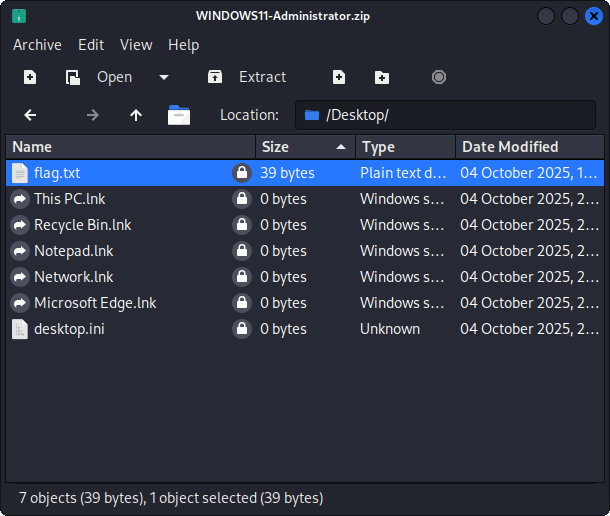 WINDOWS11-Administrator.zip
Archive Edit View Help
Open Extract
Location: /Desktop/
Name Size Type Date Modified
flag.txt 39 bytes Plain text d... 04 October 2025, 1...
This PC.lnk 0 bytes Windows s... 04 October 2025, 2...
Recycle Bin.lnk 0 bytes Windows s... 04 October 2025, 2...
Notepad.lnk 0 bytes Windows s... 04 October 2025, 2...
Network.lnk 0 bytes Windows s... 04 October 2025, 2...
Microsoft Edge.lnk 0 bytes Windows s... 04 October 2025, 2...
desktop.ini 0 bytes Unknown 04 October 2025, 2...
7 objects (39 bytes), 1 object selected (39 bytes)